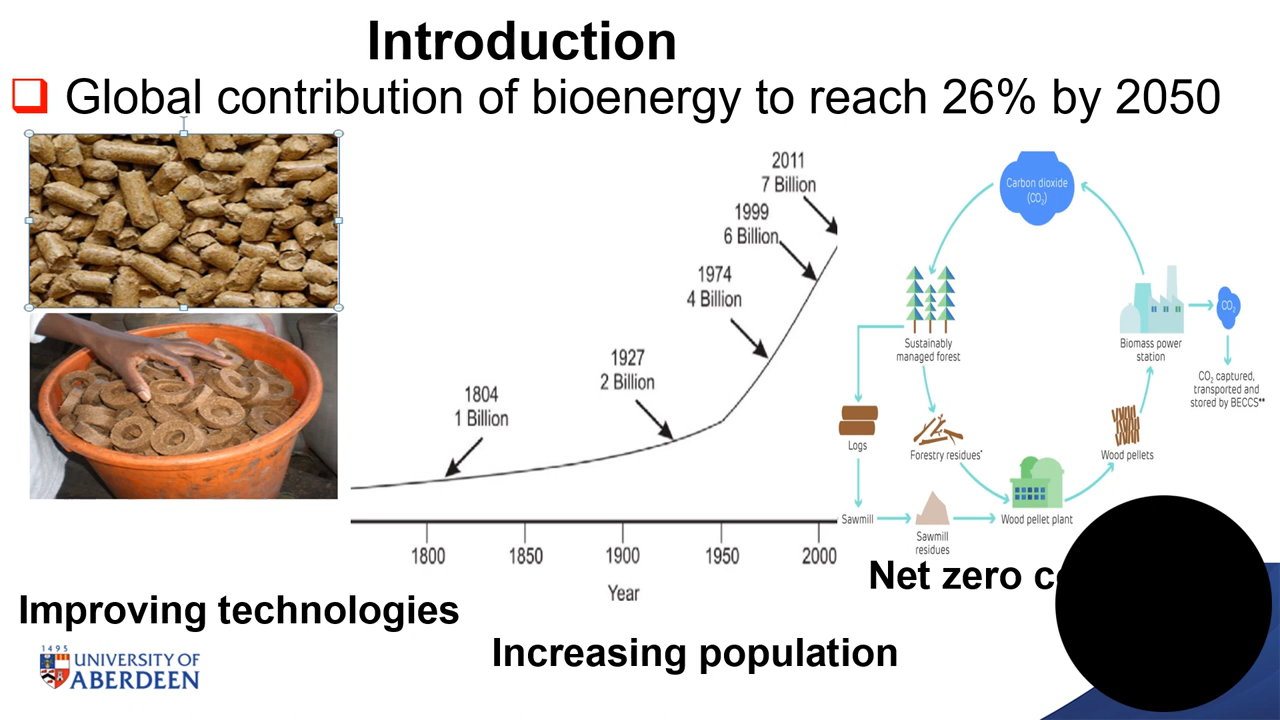 Introduction
Global contribution of bioenergy to reach 26% by 2050
2011
7 Billion
1999
6 Billion
1974
4 Billion
1927
2 Billion
1804
1 Billion
1800 1850 1900 1950 2000
Year
Carbon dioxide
(CO₂)
Sustainably
managed forest
Biomass power
station
CO₂
CO₂ captured,
transported and
stored by BECCS**
Logs
Forestry residues*
Wood pellets
Sawmill
Sawmill
residues
Wood pellet plant
Improving technologies
Increasing population
Net zero
1495
UNIVERSITY OF
ABERDEEN